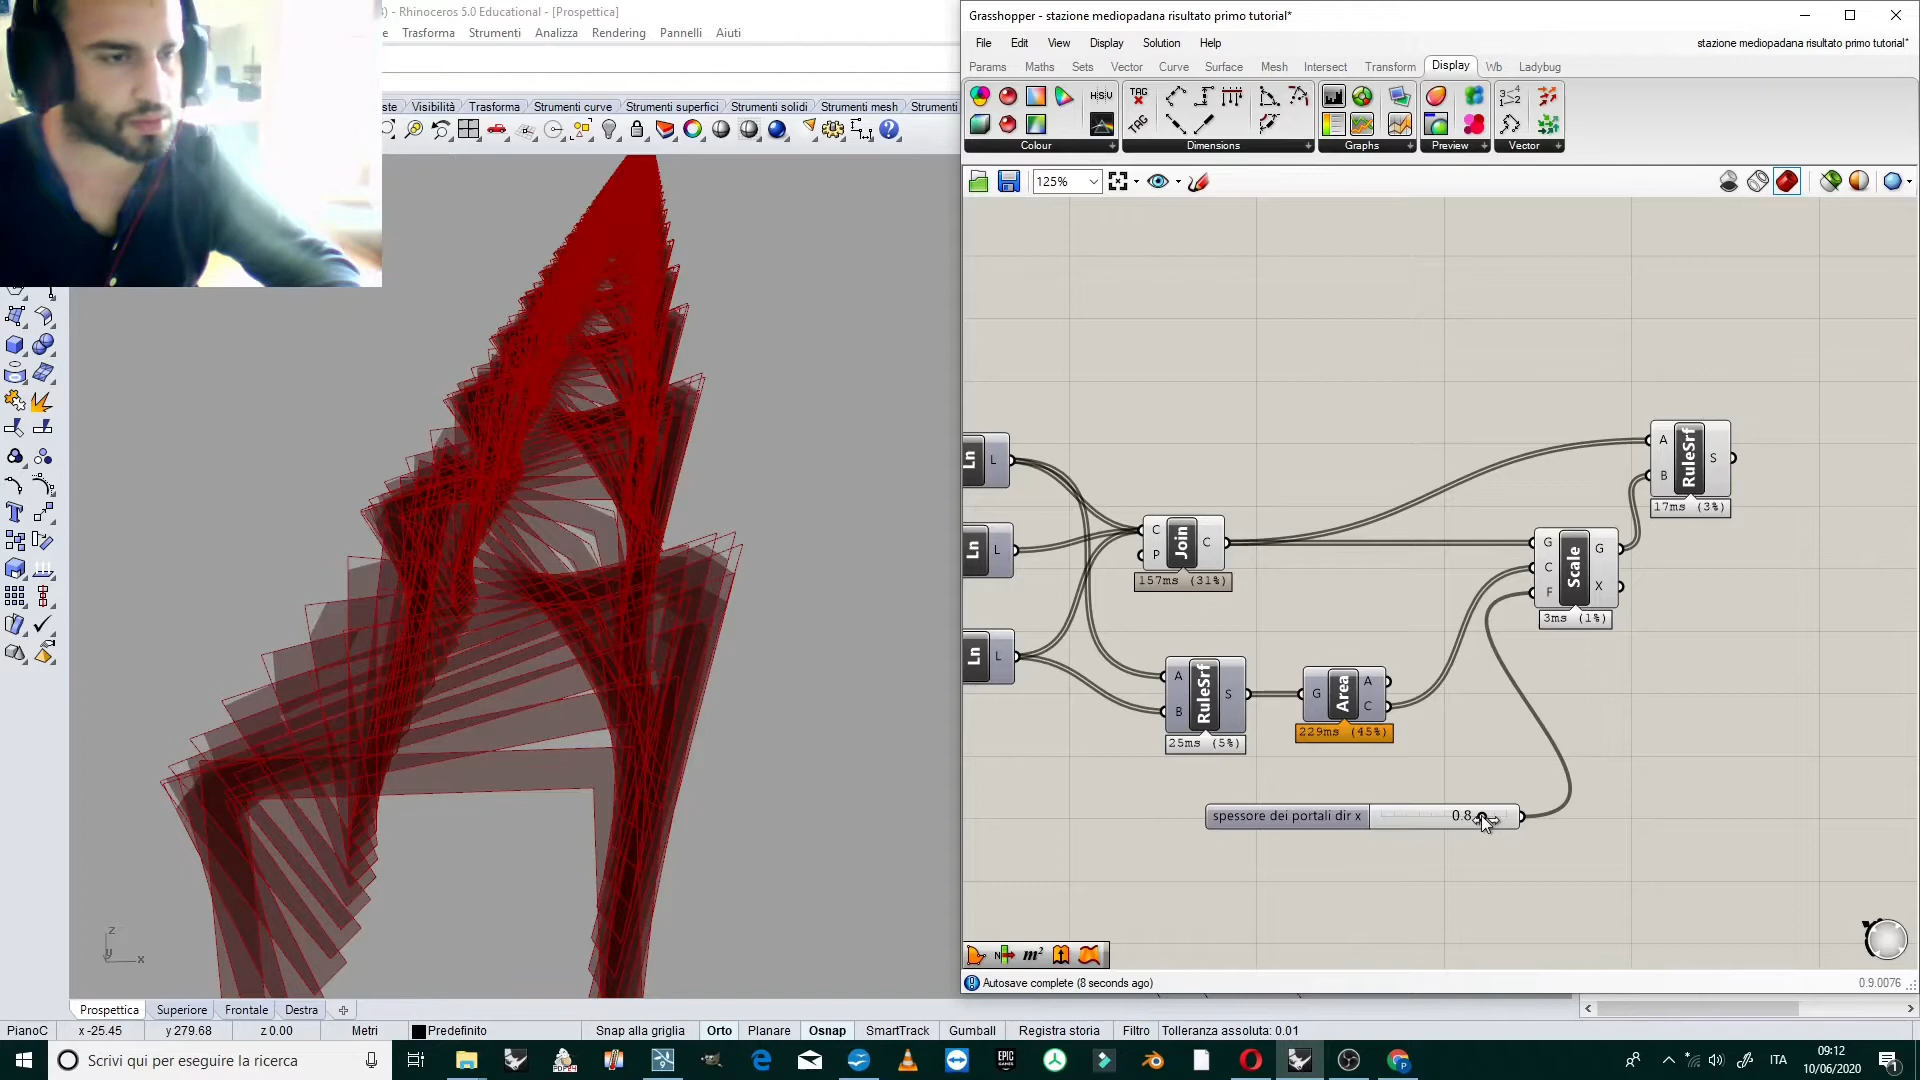 3) - Rhinoceros 5.0 Educational - [Prospettica]
Trasforma Strumenti Analizza Rendering Pannelli Aiuti
Visibilità Trasforma Strumenti curve Strumenti superfici Strumenti solidi Strumenti mesh Strumenti
Grasshopper - stazione mediopadana risultato primo tutorial*
File Edit View Display Solution Help
stazione mediopadana risultato primo tutorial*
Params Maths Sets Vector Curve Surface Mesh Intersect Transform Display Wb Ladybug
Colour Dimensions Graphs Preview Vector
125%
Ln L
Ln L
Ln L
C P Join C
157ms (31%)
A B RuleSrf S
17ms (3%)
G C F Scale G X
3ms (1%)
A B RuleSrf S
25ms (5%)
G Area A C
229ms (45%)
spessore dei portali dir x 0.8
z
y
x
m²
Autosave complete (8 seconds ago)
0.9.0076
Prospettica Superiore Frontale Destra
PianoC x -25.45 y 279.68 z 0.00 Metri Predefinito Snap alla griglia Orto Planare Osnap SmartTrack Gumball Registra storia Filtro Tolleranza assoluta: 0.01
Scrivi qui per eseguire la ricerca
ITA
09:12
10/06/2020